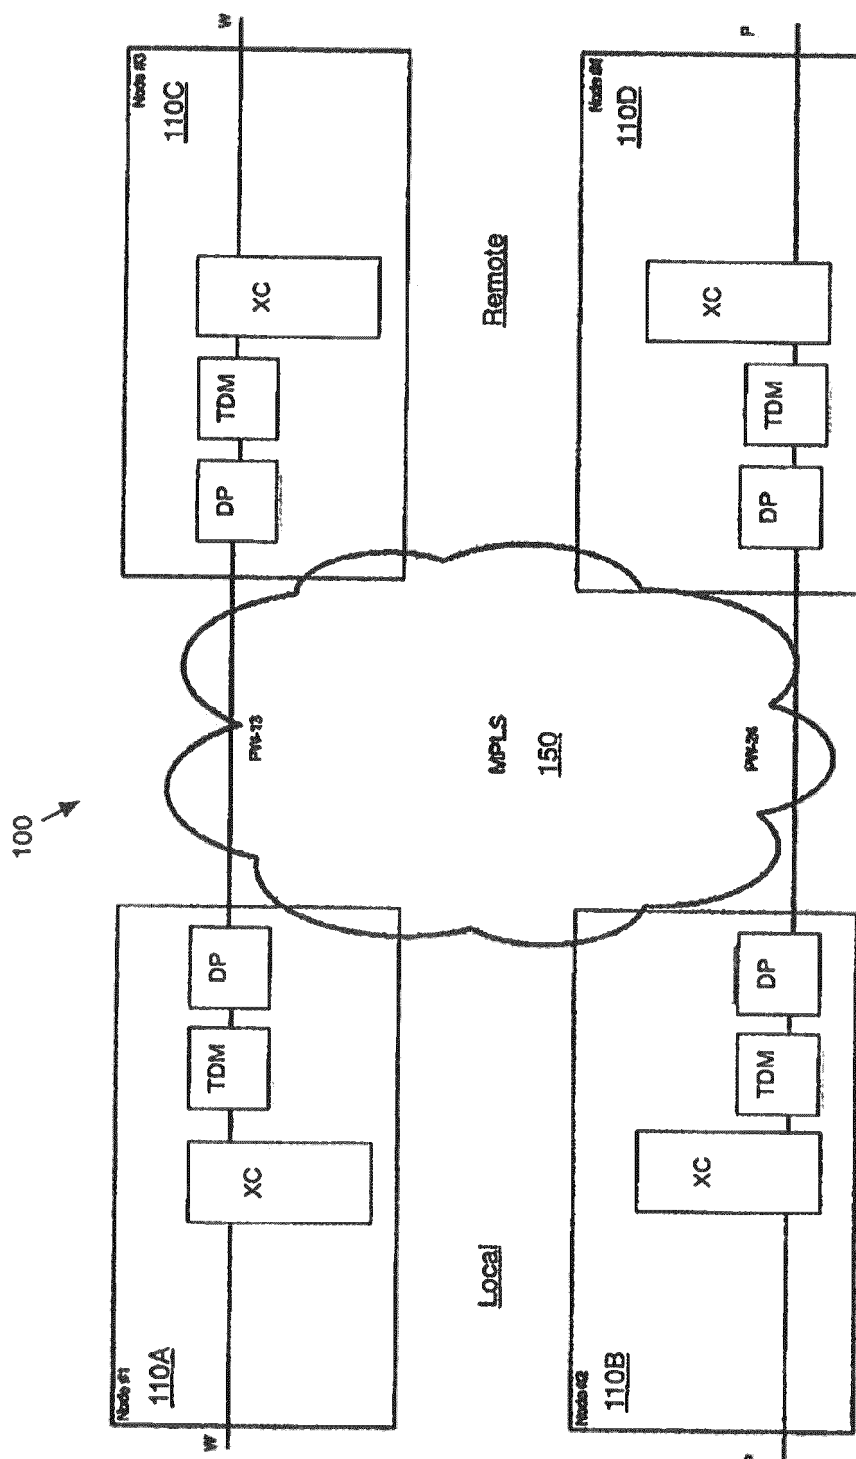 100
W
Node #1
110A
XC
TDM
DP
PW-13
DP
TDM
XC
Node #3
110C
W
Local
MPLS
150
Remote
Node #2
110B
XC
TDM
DP
PW-24
DP
TDM
XC
Node #4
110D
P